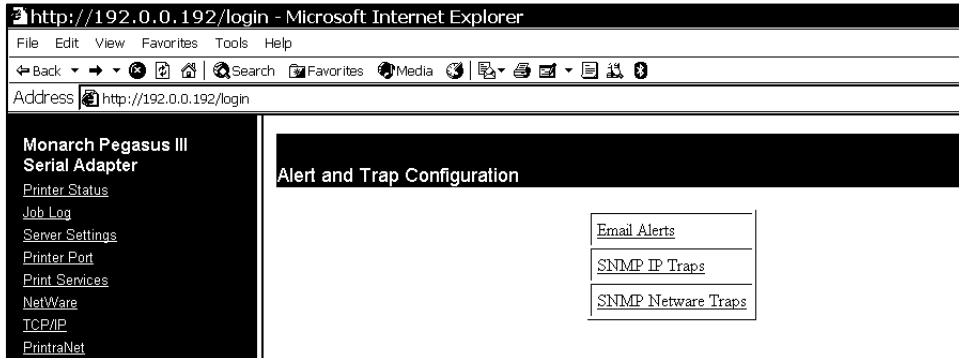 http://192.0.0.192/login - Microsoft Internet Explorer
File Edit View Favorites Tools Help
Back Search Favorites Media
Address http://192.0.0.192/login
Monarch Pegasus III
Serial Adapter
Printer Status
Job Log
Server Settings
Printer Port
Print Services
NetWare
TCP/IP
PrintraNet
Alert and Trap Configuration
Email Alerts
SNMP IP Traps
SNMP Netware Traps